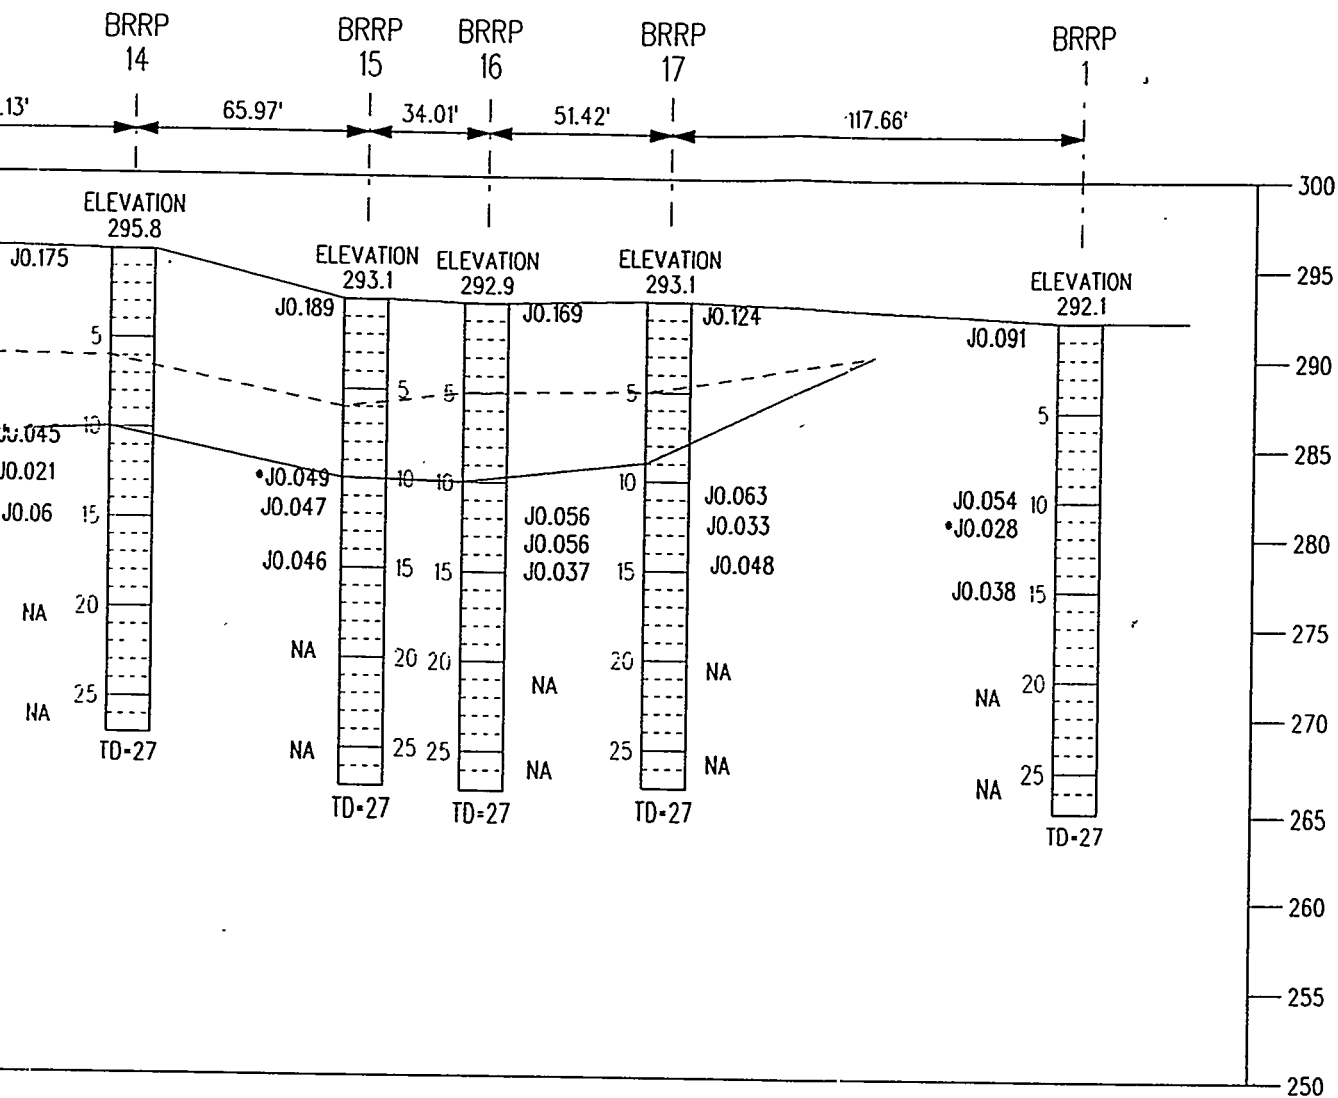 BRRP BRRP BRRP BRRP BRRP
14 15 16 17 1
.13' 65.97' 34.01' 51.42' 117.66'
300
ELEVATION
295.8
J0.175
ELEVATION
293.1
J0.189
ELEVATION
292.9
J0.169
ELEVATION
293.1
J0.124
ELEVATION
292.1
J0.091
295
290
285
280
275
270
265
260
255
250
5
10
15
20
25
J0.045
J0.021
J0.06
NA
NA
TD=27
5
10
15
20
25
•J0.049
J0.047
J0.046
NA
NA
TD=27
5
10
15
20
25
J0.056
J0.056
J0.037
NA
NA
TD=27
5
10
15
20
25
J0.063
J0.033
J0.048
NA
NA
TD=27
5
10
15
20
25
J0.054
•J0.028
J0.038
NA
NA
TD=27